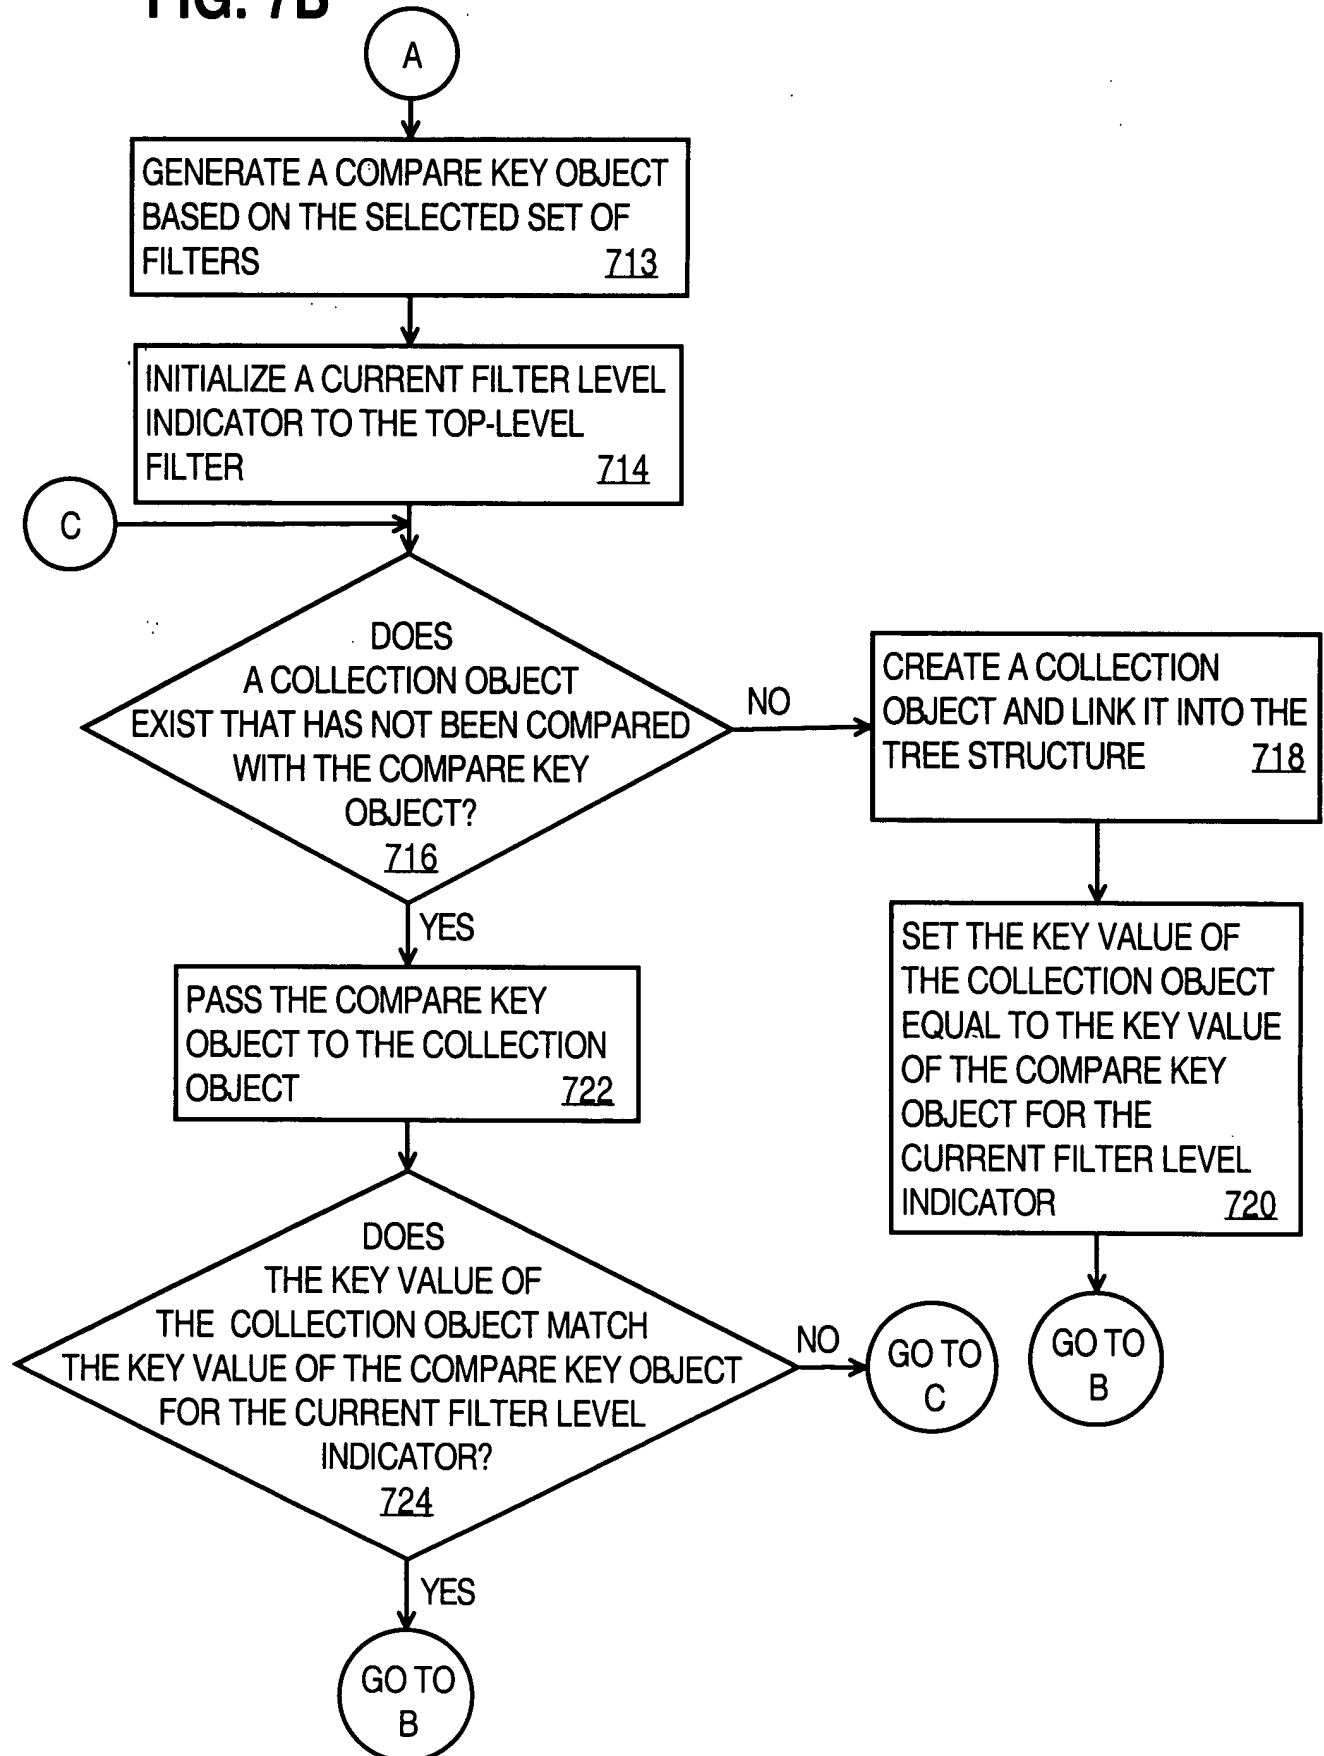 FIG. 7B
A
GENERATE A COMPARE KEY OBJECT
BASED ON THE SELECTED SET OF
FILTERS 713
INITIALIZE A CURRENT FILTER LEVEL
INDICATOR TO THE TOP-LEVEL
FILTER 714
C
DOES
A COLLECTION OBJECT
EXIST THAT HAS NOT BEEN COMPARED
WITH THE COMPARE KEY
OBJECT?
716
NO
CREATE A COLLECTION
OBJECT AND LINK IT INTO THE
TREE STRUCTURE 718
YES
SET THE KEY VALUE OF
THE COLLECTION OBJECT
EQUAL TO THE KEY VALUE
OF THE COMPARE KEY
OBJECT FOR THE
CURRENT FILTER LEVEL
INDICATOR 720
PASS THE COMPARE KEY
OBJECT TO THE COLLECTION
OBJECT 722
DOES
THE KEY VALUE OF
THE COLLECTION OBJECT MATCH
THE KEY VALUE OF THE COMPARE KEY OBJECT
FOR THE CURRENT FILTER LEVEL
INDICATOR?
724
NO
GO TO
C
GO TO
B
YES
GO TO
B